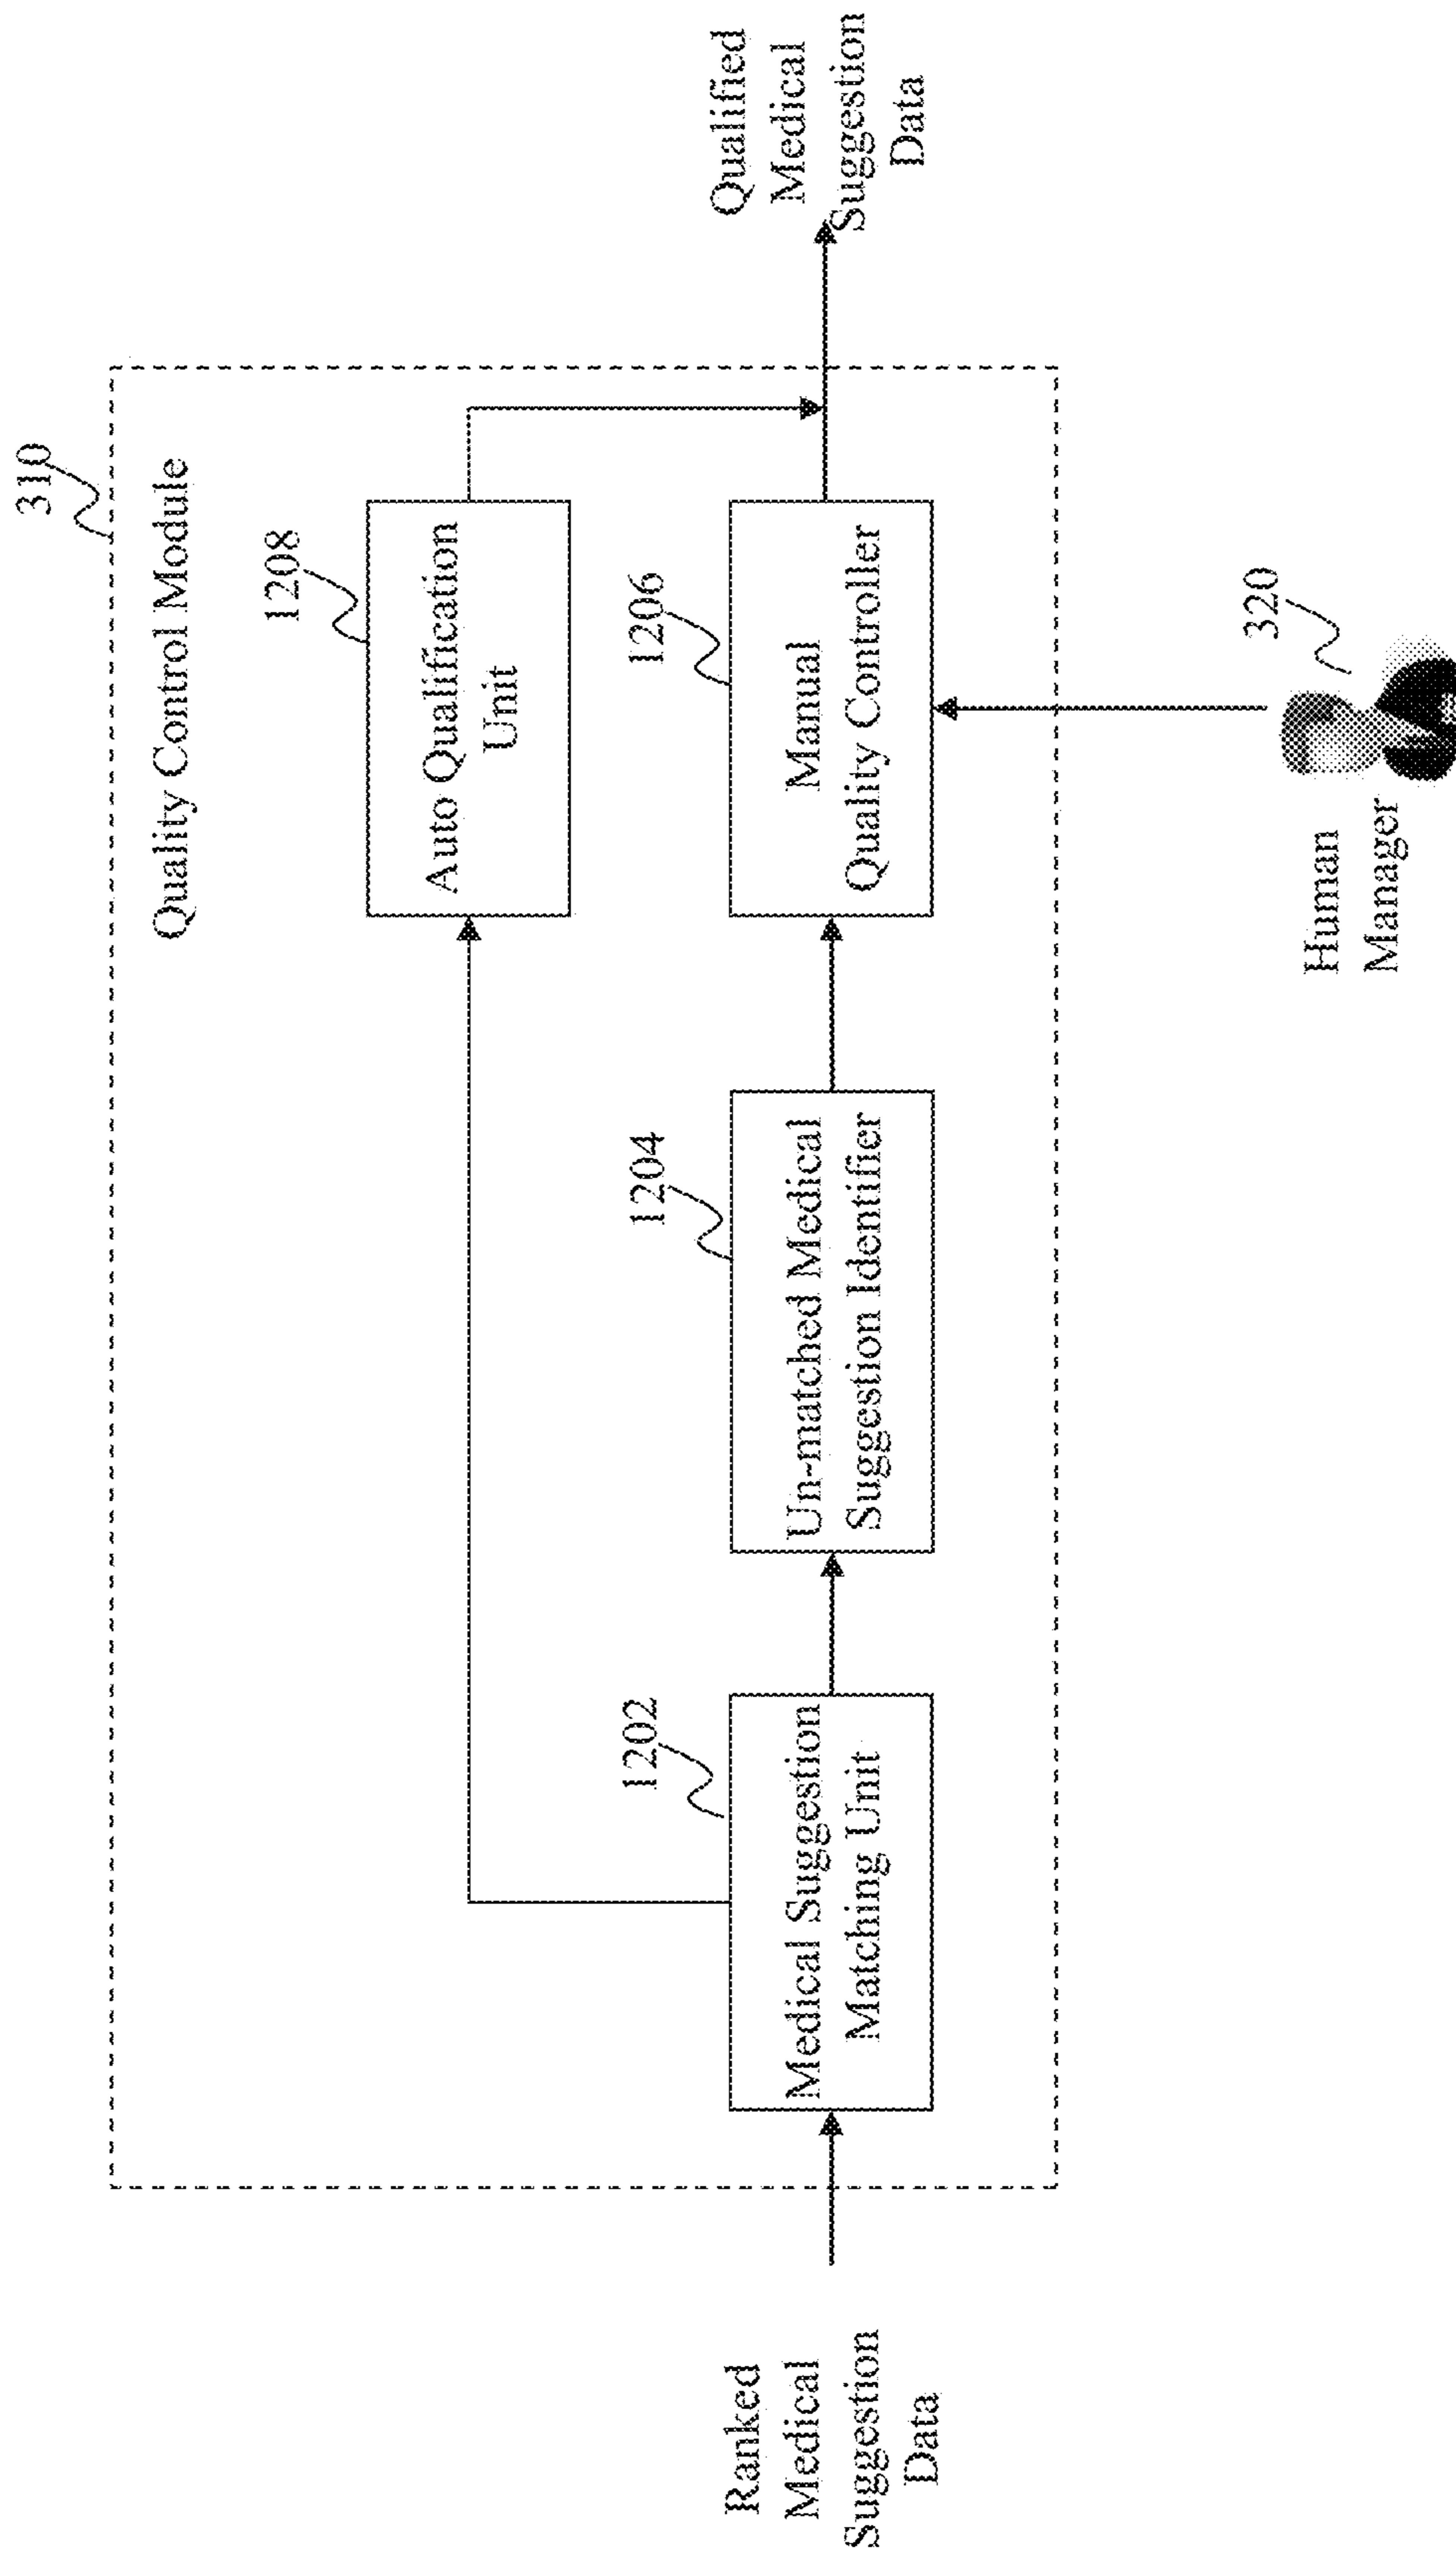 310
Quality Control Module
1208
Auto Qualification
Unit
1202
Medical Suggestion
Matching Unit
1204
Un-matched Medical
Suggestion Identifier
1206
Manual
Quality Controller
Ranked
Medical
Suggestion
Data
Qualified
Medical
Suggestion
Data
Human
Manager
320